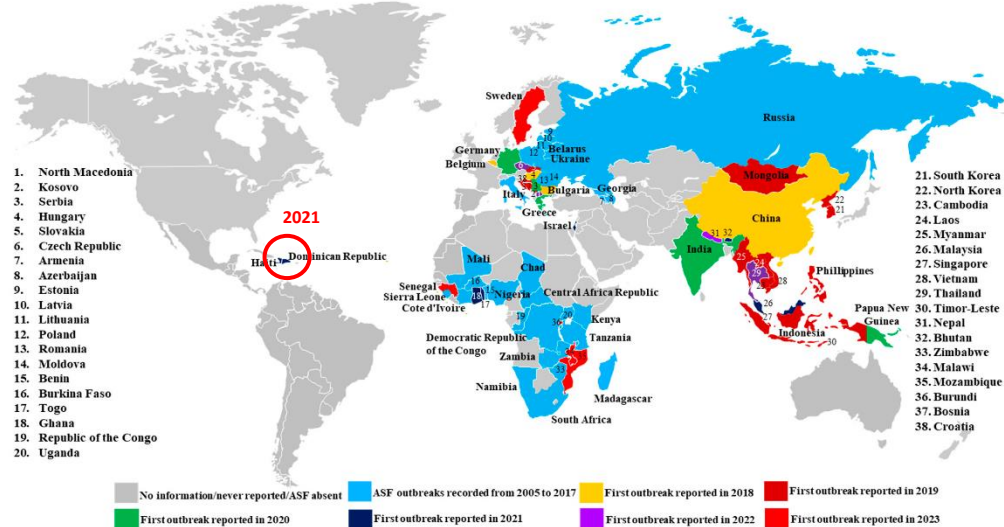 Sweden
Russia
Germany
Belarus
Ukraine
Belgium
Mongolia
Italy
Bulgaria
Georgia
Greece
China
Israel
2021
Haiti
Dominican Republic
India
Mali
Chad
Senegal
Sierra Leone
Nigeria
Cote d'Ivoire
Central Africa Republic
Phillippines
Papua New
Guinea
Indonesia
Kenya
Democratic Republic
of the Congo
Tanzania
Zambia
Namibia
Madagascar
South Africa
1. North Macedonia
2. Kosovo
3. Serbia
4. Hungary
5. Slovakia
6. Czech Republic
7. Armenia
8. Azerbaijan
9. Estonia
10. Latvia
11. Lithuania
12. Poland
13. Romania
14. Moldova
15. Benin
16. Burkina Faso
17. Togo
18. Ghana
19. Republic of the Congo
20. Uganda
21. South Korea
22. North Korea
23. Cambodia
24. Laos
25. Myanmar
26. Malaysia
27. Singapore
28. Vietnam
29. Thailand
30. Timor-Leste
31. Nepal
32. Bhutan
33. Zimbabwe
34. Malawi
35. Mozambique
36. Burundi
37. Bosnia
38. Croatia
No information/never reported/ASF absent
ASF outbreaks recorded from 2005 to 2017
First outbreak reported in 2018
First outbreak reported in 2019
First outbreak reported in 2020
First outbreak reported in 2021
First outbreak reported in 2022
First outbreak reported in 2023